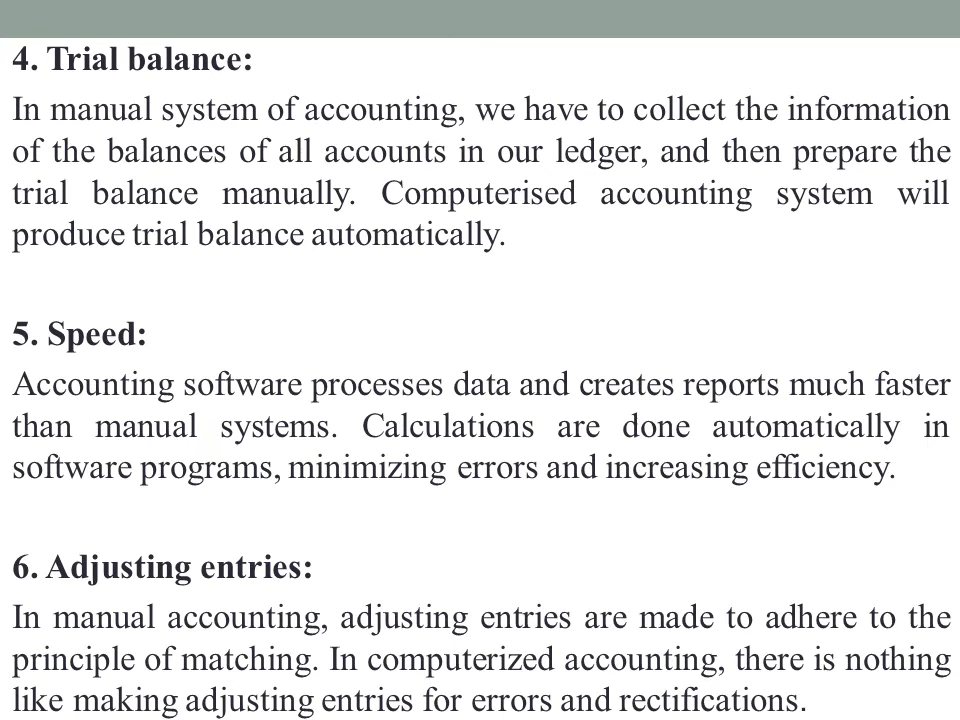 4. Trial balance:
In manual system of accounting, we have to collect the information
of the balances of all accounts in our ledger, and then prepare the
trial balance manually. Computerised accounting system will
produce trial balance automatically.
5. Speed:
Accounting software processes data and creates reports much faster
than manual systems. Calculations are done automatically in
software programs, minimizing errors and increasing efficiency.
6. Adjusting entries:
In manual accounting, adjusting entries are made to adhere to the
principle of matching. In computerized accounting, there is nothing
like making adjusting entries for errors and rectifications.